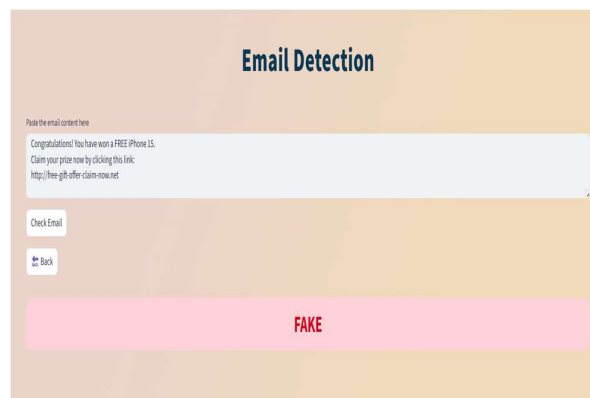 Email Detection
Paste the email content here
Congratulations! You have won a FREE iPhone 15.
Claim your prize now by clicking this link:
http://free-gift-offer-claim-now.net
Check Email
Back
FAKE